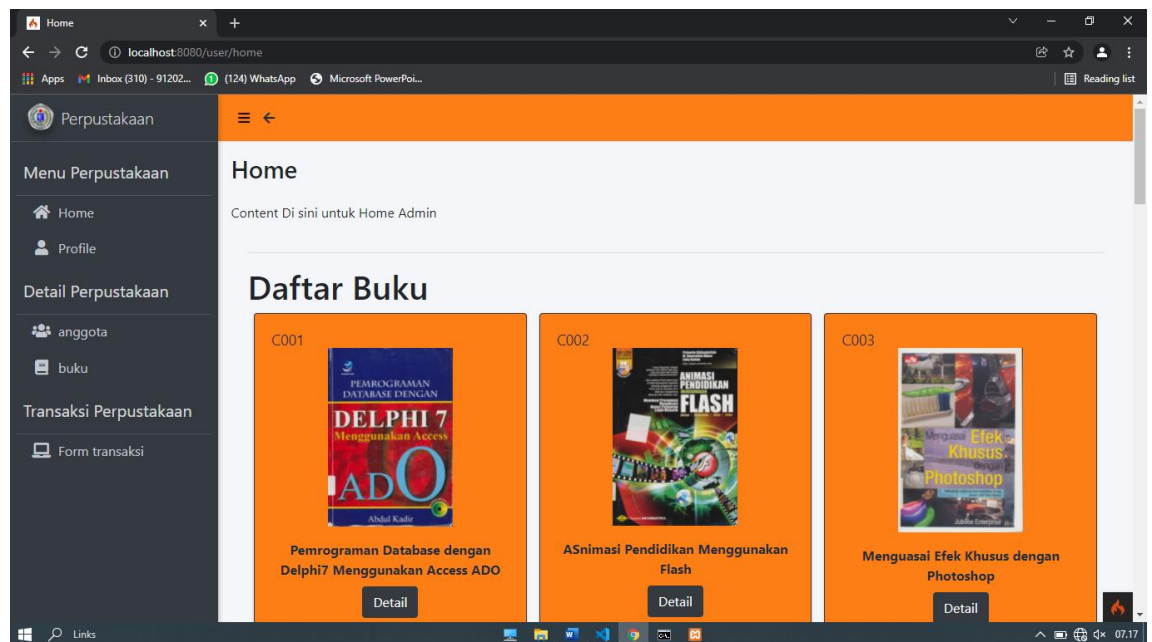 Home
localhost:8080/user/home
Apps
Inbox (310) - 91202...
(124) WhatsApp
Microsoft PowerPoi...
Reading list
Perpustakaan
Menu Perpustakaan
Home
Profile
Detail Perpustakaan
anggota
buku
Transaksi Perpustakaan
Form transaksi
Home
Content Di sini untuk Home Admin
Daftar Buku
C001
PEMROGRAMAN
DATABASE DENGAN
DELPHI 7
Menggunakan Access
ADO
Abdul Kadir
Pemrograman Database dengan
Delphi7 Menggunakan Access ADO
Detail
C002
ANIMASI
PENDIDIKAN
FLASH
ASnimasi Pendidikan Menggunakan
Flash
Detail
C003
Menguasai Efek
Khusus
dengan
Photoshop
Jubilee Enterprise
Menguasai Efek Khusus dengan
Photoshop
Detail
Links
07.17